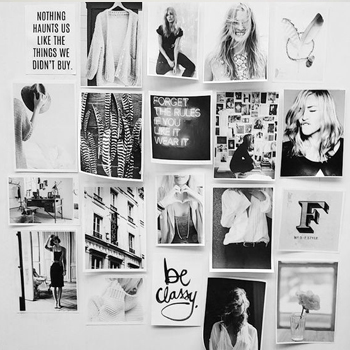 NOTHING
HAUNTS US
LIKE THE
THINGS WE
DIDN'T BUY.
FORGET
THE RULES
IF YOU
LIKE IT
WEAR IT
F
be
classy.